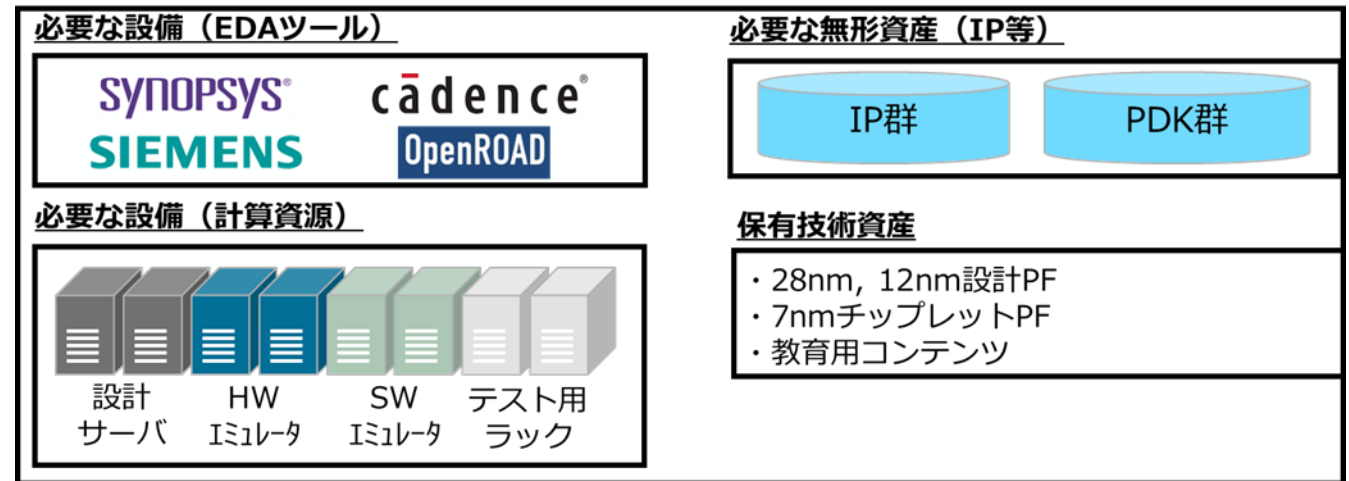 必要な設備（EDAツール）
SYNOPSYS®
cādence®
SIEMENS
OpenROAD
必要な設備（計算資源）
設計
サーバ
HW
ｴﾐｭﾚｰﾀ
SW
ｴﾐｭﾚｰﾀ
テスト用
ラック
必要な無形資産（IP等）
IP群
PDK群
保有技術資産
・28nm, 12nm設計PF
・7nmチップレットPF
・教育用コンテンツ